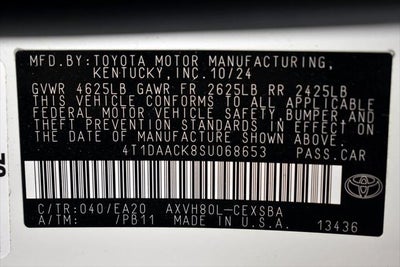 MFD.BY:TOYOTA MOTOR MANUFACTURING,
KENTUCKY,INC.10/24
GVWR 4625LB GAWR FR 2625LB RR 2425LB
THIS VEHICLE CONFORMS TO ALL APPLICABLE
FEDERAL MOTOR VEHICLE SAFETY,BUMPER,AND
THEFT PREVENTION STANDARDS IN EFFECT ON
THE DATE OF MANUFACTURE SHOWN ABOVE.
4T1DAACK8SU068653 PASS.CAR
C/TR:040/EA20 AXVH80L-CEXSBA
A/TM: /PB11 MADE IN U.S.A. 13436
TOYOTA